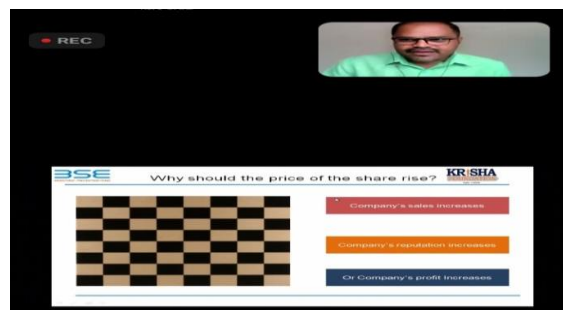 REC
BSE
Why should the price of the share rise?
KRISHA
Company's sales increases
Company's reputation increases
Or Company's profit Increases